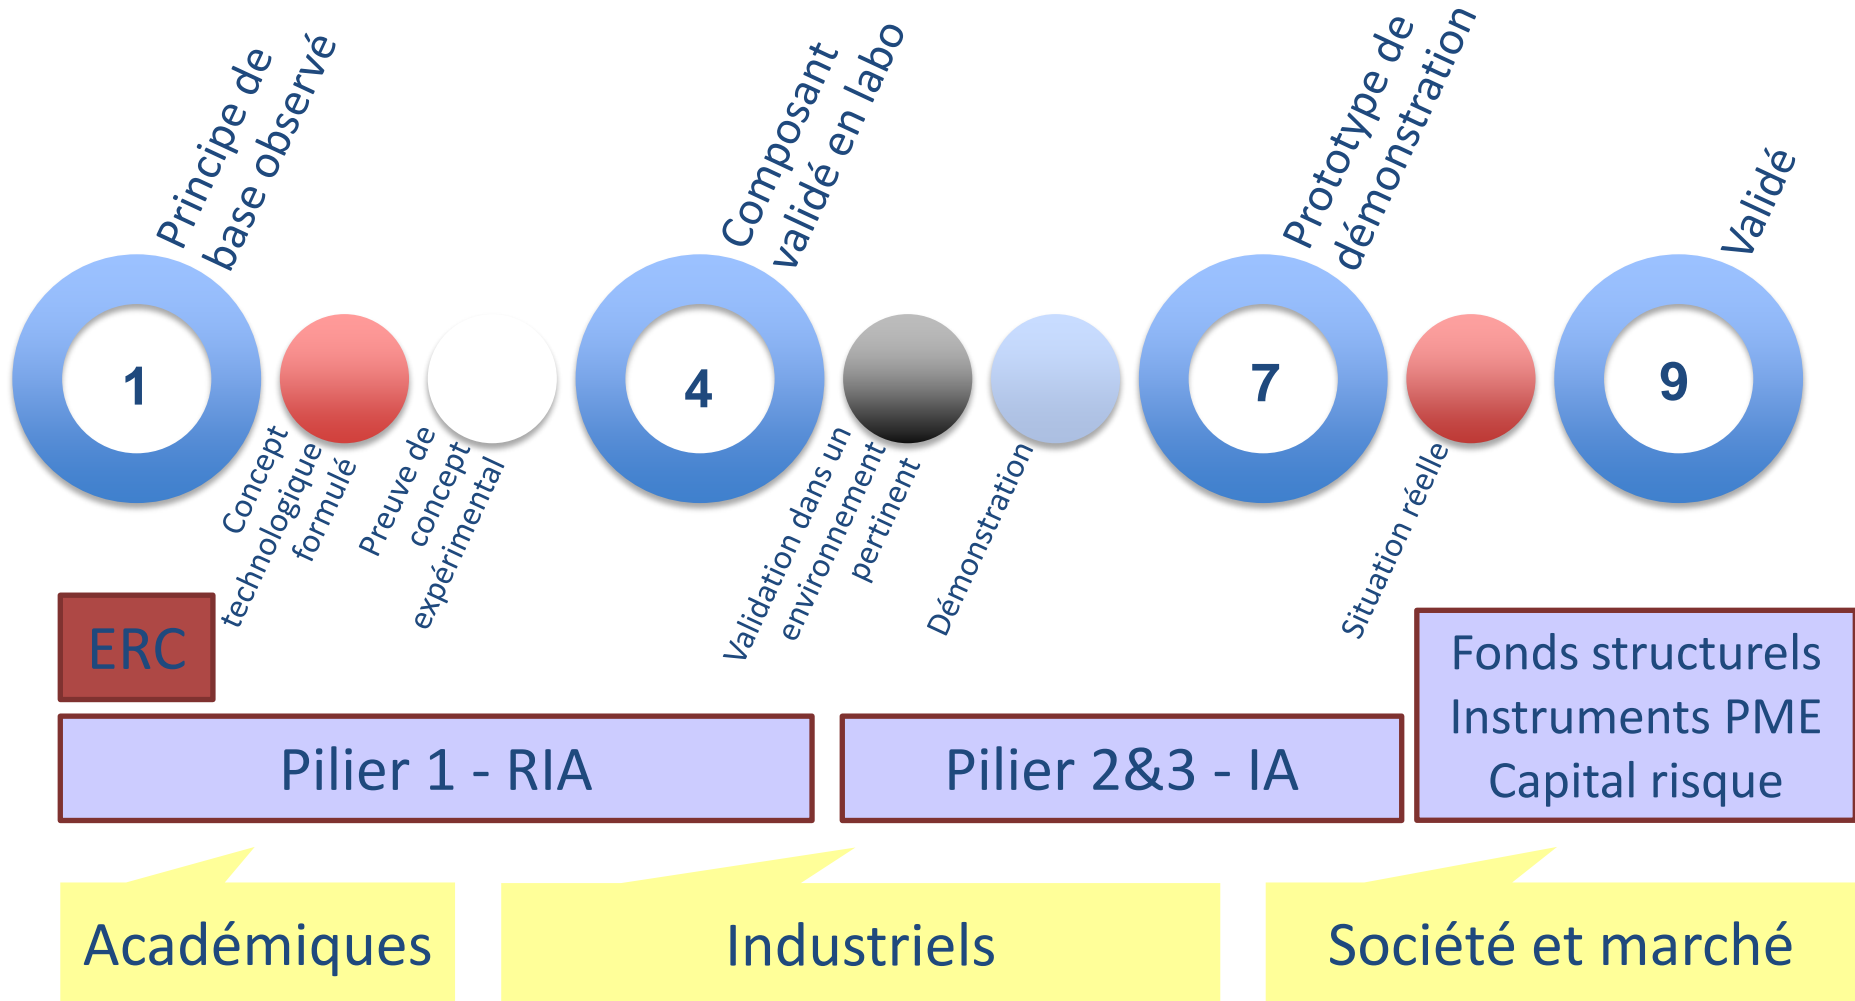 Principe de
base observé
Composant
validé en labo
Prototype de
démonstration
Validé
1
4
7
9
Concept
technologique
formulé
Preuve de
concept
expérimental
Validation dans un
environnement
pertinent
Démonstration
Situation réelle
ERC
Pilier 1 - RIA
Pilier 2&3 - IA
Fonds structurels
Instruments PME
Capital risque
Académiques
Industriels
Société et marché